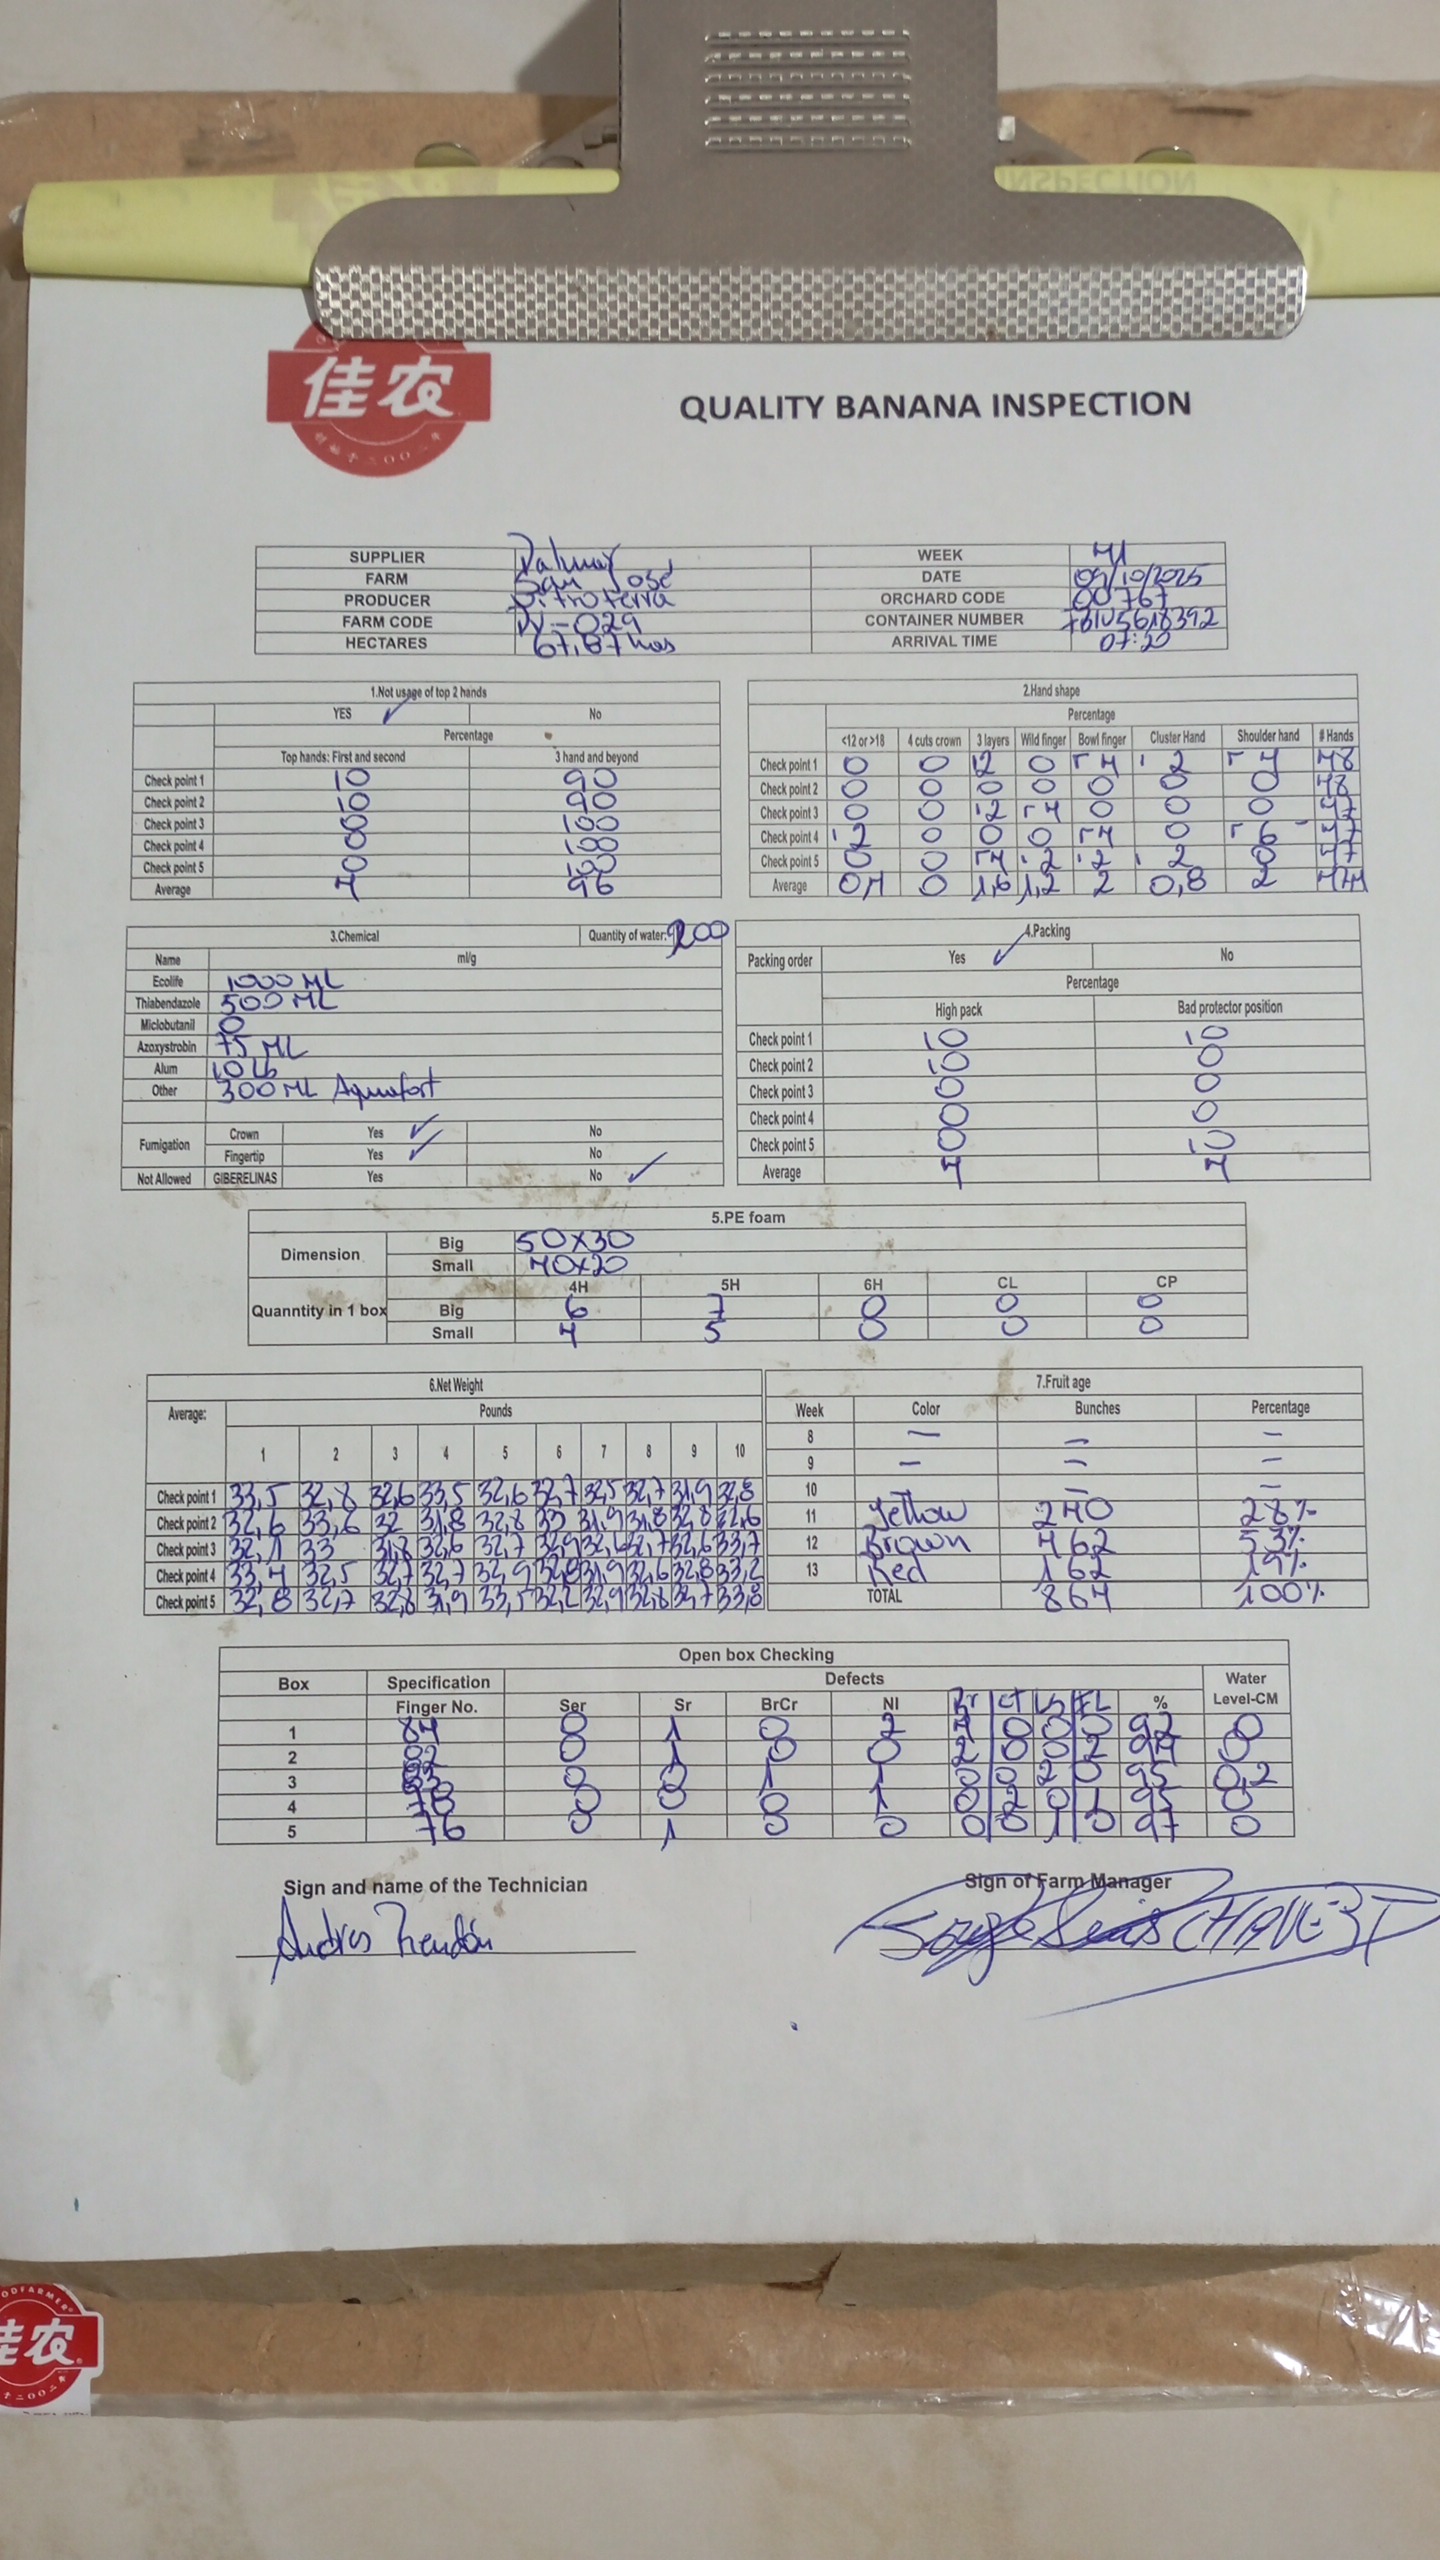 佳农
QUALITY BANANA INSPECTION
SUPPLIER WEEK 41
FARM San José DATE 09/10/2025
PRODUCER Nitroterra ORCHARD CODE 00767
FARM CODE -029 CONTAINER NUMBER
HECTARES 67,87 has ARRIVAL TIME 07:20
1.Not usage of top 2 hands
YES ✓ No
Percentage
Top hands: First and second 3 hand and beyond
Check point 1 10 90
Check point 2 10 90
Check point 3 0 100
Check point 4 0 100
Check point 5 0 100
Average 4 96
2.Hand shape
Percentage
<12 or >18 4 cuts crown 3 layers Wild finger Bowl finger Cluster Hand Shoulder hand # Hands
Check point 1 0 0 2 0 4 2 4 48
Check point 2 0 0 0 0 0 0 0 48
Check point 3 0 0 2 4 0 0 0 47
Check point 4 2 0 0 0 4 0 6 47
Check point 5 0 0 4 2 2 2 0 47
Average 0,4 0 1,6 1,2 2 0,8 2 47,4
3.Chemical Quantity of water: 200
Name ml/g
Ecolife 1000 ML
Thiabendazole 500 ML
Miclobutanil 0
Azoxystrobin 75 ML
Alum 10 Lb
Other 300 ML Aquafort
Fumigation Crown Yes ✓ No
Fingertip Yes ✓ No
Not Allowed GIBERELINAS Yes No ✓
4.Packing
Packing order Yes ✓ No
Percentage
High pack Bad protector position
Check point 1 10 10
Check point 2 10 0
Check point 3 0 0
Check point 4 0 0
Check point 5 0 10
Average 4 4
5.PE foam
Dimension Big 50x30
Small 40x20
4H 5H 6H CL CP
Quanntity in 1 box Big 6 7 0 0 0
Small 4 5 0 0 0
6.Net Weight
Average: Pounds
1 2 3 4 5 6 7 8 9 10
Check point 1 33,5 32,8 32,6 33,5 32,6 32,7 32,5 32,7 31,9 32,8
Check point 2 32,6 33,6 32 31,8 32,8 33 31,9 31,8 32,8 32,6
Check point 3 32,1 33 31,8 32,6 32,7 32,9 32,6 32,7 32,6 33,7
Check point 4 33,4 32,5 32,7 32,7 32,9 32,8 31,9 32,6 32,8 33,2
Check point 5 32,8 32,7 32,8 31,9 33,5 32,2 32,9 32,8 32,7 33,8
7.Fruit age
Week Color Bunches Percentage
8 — — —
9 — — —
10 — —
11 Yellow 240 28%
12 Brown 462 53%
13 Red 162 19%
TOTAL 864 100%
Open box Checking
Box Specification Defects Water
Finger No. Ser Sr BrCr NI Br CT FL % Level-CM
1 84 0 1 0 2 4 0 0 0 92 0
2 82 0 1 0 0 2 0 0 2 94 0
3 0 0 1 1 0 0 2 0 95 0,2
4 78 0 0 0 1 0 2 0 1 95 0
5 76 0 1 0 0 0 0 1 0 97 0
Sign and name of the Technician Sign of Farm Manager
Andres Rendón
佳农